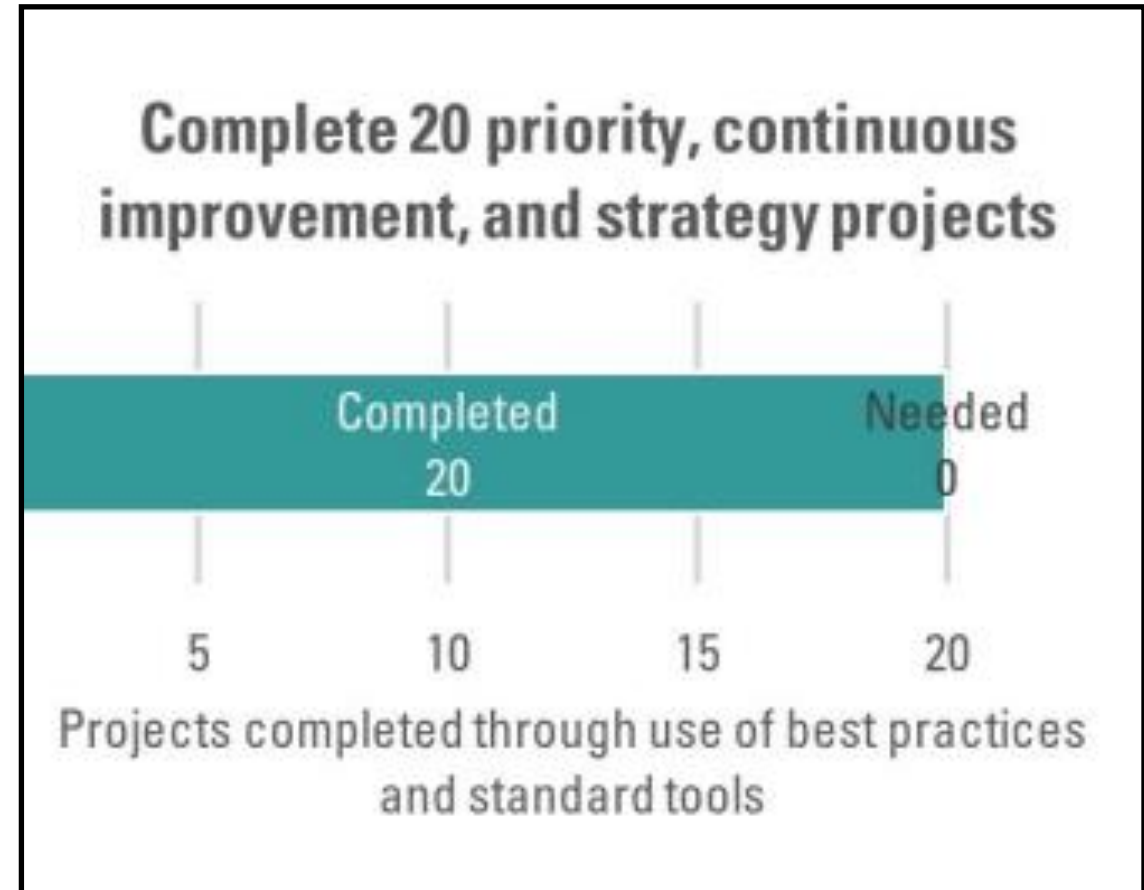 Complete 20 priority, continuous
improvement, and strategy projects
Completed
20
Needed
0
5
10
15
20
Projects completed through use of best practices
and standard tools